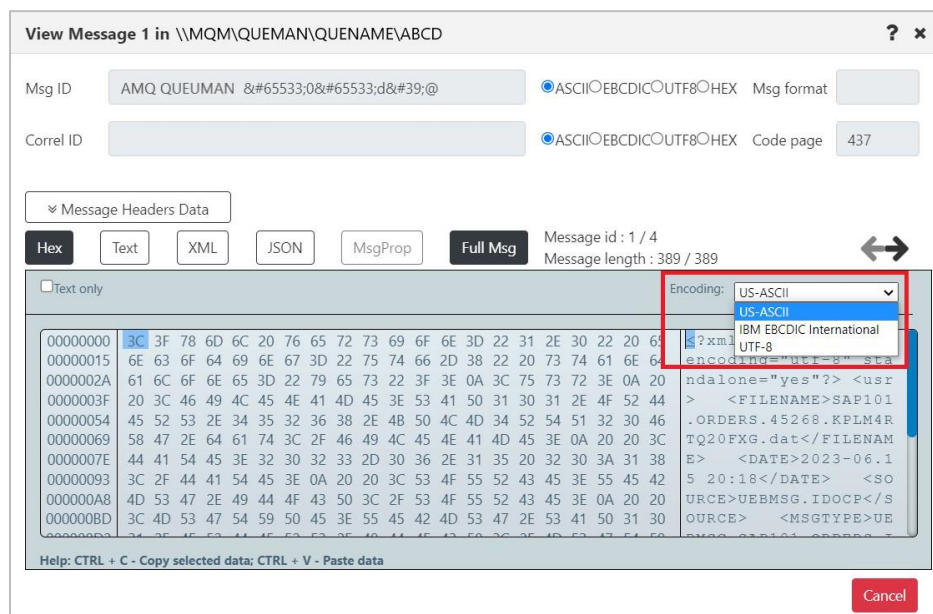 View Message 1 in \\MQM\QUEMAN\QUENAME\ABCD ? ×
Msg ID AMQ QUEUMAN &#65533;0&#65533;d&#39;@ ASCII EBCDIC UTF8 HEX Msg format
Correl ID ASCII EBCDIC UTF8 HEX Code page 437
Message Headers Data
Hex Text XML JSON MsgProp Full Msg Message id : 1 / 4
Message length : 389 / 389
Text only Encoding: US-ASCII
US-ASCII
IBM EBCDIC International
UTF-8
00000000 3C 3F 78 6D 6C 20 76 65 72 73 69 6F 6E 3D 22 31 2E 30 22 20 65 <?xml
00000015 6E 63 6F 64 69 6E 67 3D 22 75 74 66 2D 38 22 20 73 74 61 6E 64 encoding="utf-8" sta
0000002A 61 6C 6F 6E 65 3D 22 79 65 73 22 3F 3E 0A 3C 75 73 72 3E 0A 20 ndalone="yes"?> <usr
0000003F 20 3C 46 49 4C 45 4E 41 4D 45 3E 53 41 50 31 30 31 2E 4F 52 44 > <FILENAME>SAP101
00000054 45 52 53 2E 34 35 32 36 38 2E 4B 50 4C 4D 34 52 54 51 32 30 46 .ORDERS.45268.KPLM4R
00000069 58 47 2E 64 61 74 3C 2F 46 49 4C 45 4E 41 4D 45 3E 0A 20 20 3C TQ20FXG.dat</FILENAM
0000007E 44 41 54 45 3E 32 30 32 33 2D 30 36 2E 31 35 20 32 30 3A 31 38 E> <DATE>2023-06.1
00000093 3C 2F 44 41 54 45 3E 0A 20 20 3C 53 4F 55 52 43 45 3E 55 45 42 5 20:18</DATE> <SO
000000A8 4D 53 47 2E 49 44 4F 43 50 3C 2F 53 4F 55 52 43 45 3E 0A 20 20 URCE>UEBMSG.IDOCP</S
000000BD 3C 4D 53 47 54 59 50 45 3E 55 45 42 4D 53 47 2E 53 41 50 31 30 OURCE> <MSGTYPE>UE
Help: CTRL + C - Copy selected data; CTRL + V - Paste data
Cancel